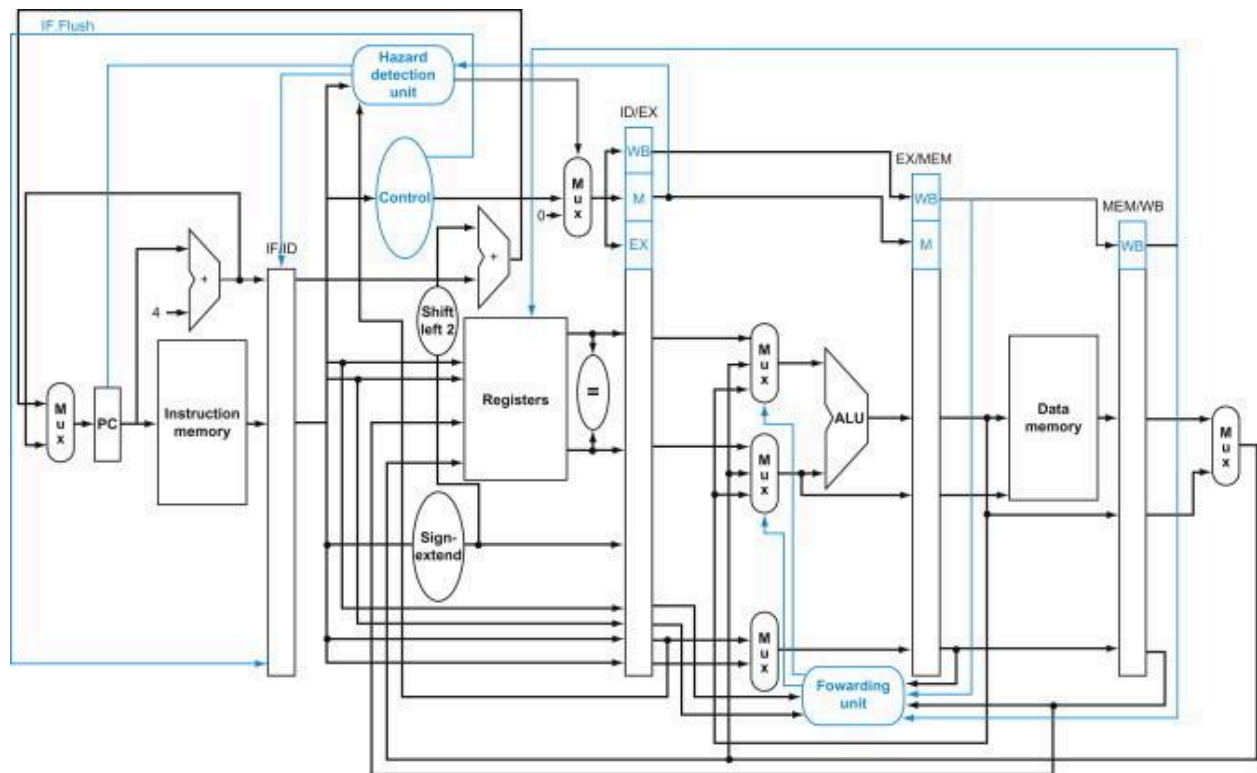 IF.Flush
Hazard
detection
unit
ID/EX
WB
M
EX
Control
0
M
u
x
EX/MEM
WB
M
MEM/WB
WB
IF/ID
+
4
+
Shift
left 2
M
u
x
PC
Instruction
memory
Registers
=
M
u
x
ALU
M
u
x
Data
memory
M
u
x
Sign-
extend
M
u
x
Fowarding
unit